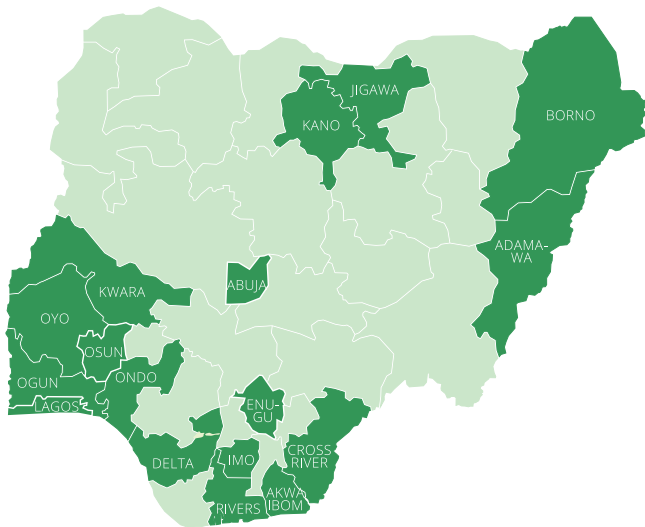 JIGAWA
BORNO
KANO
ADAMA-
WA
ABUJA
KWARA
OYO
OSUN
ONDO
OGUN
LAGOS
ENU-
GU
CROSS
RIVER
DELTA
IMO
AKWA
IBOM
RIVERS